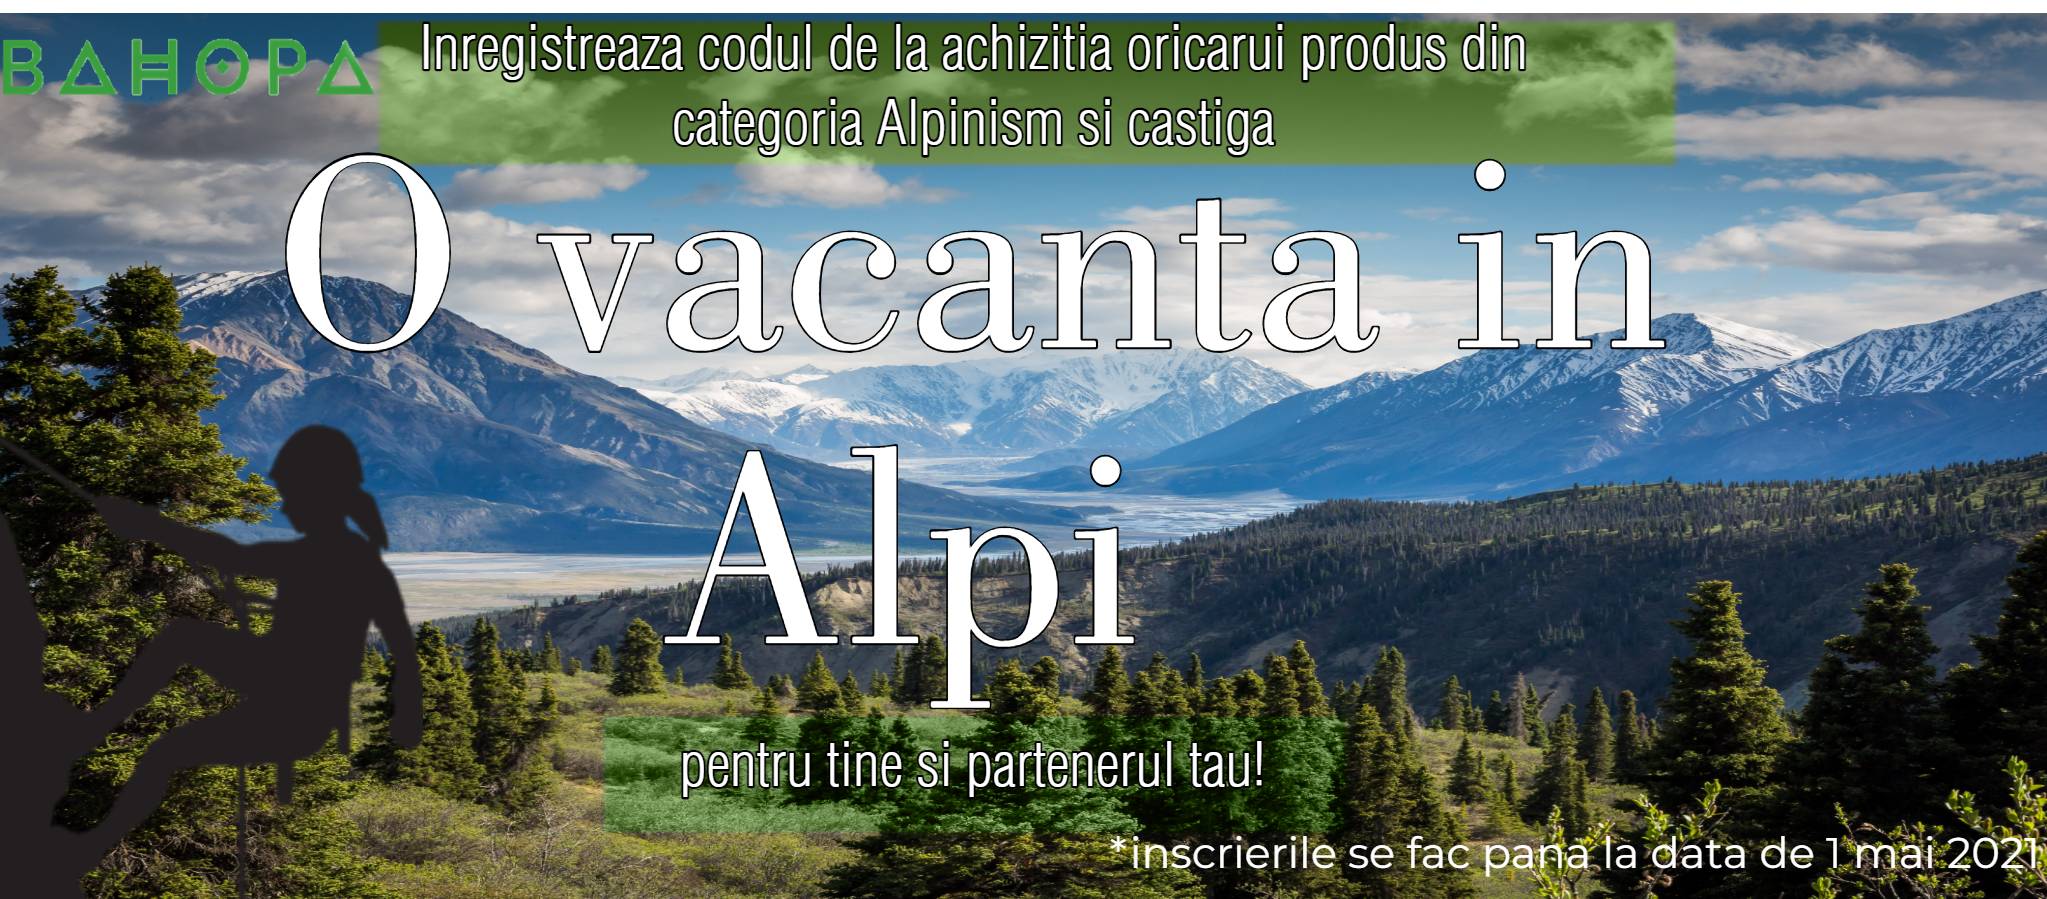 BAHOPA
Inregistreaza codul de la achizitia oricarui produs din
categoria Alpinism si castiga
O vacanta in
Alpi
pentru tine si partenerul tau!
*inscrierile se fac pana la data de 1 mai 2021